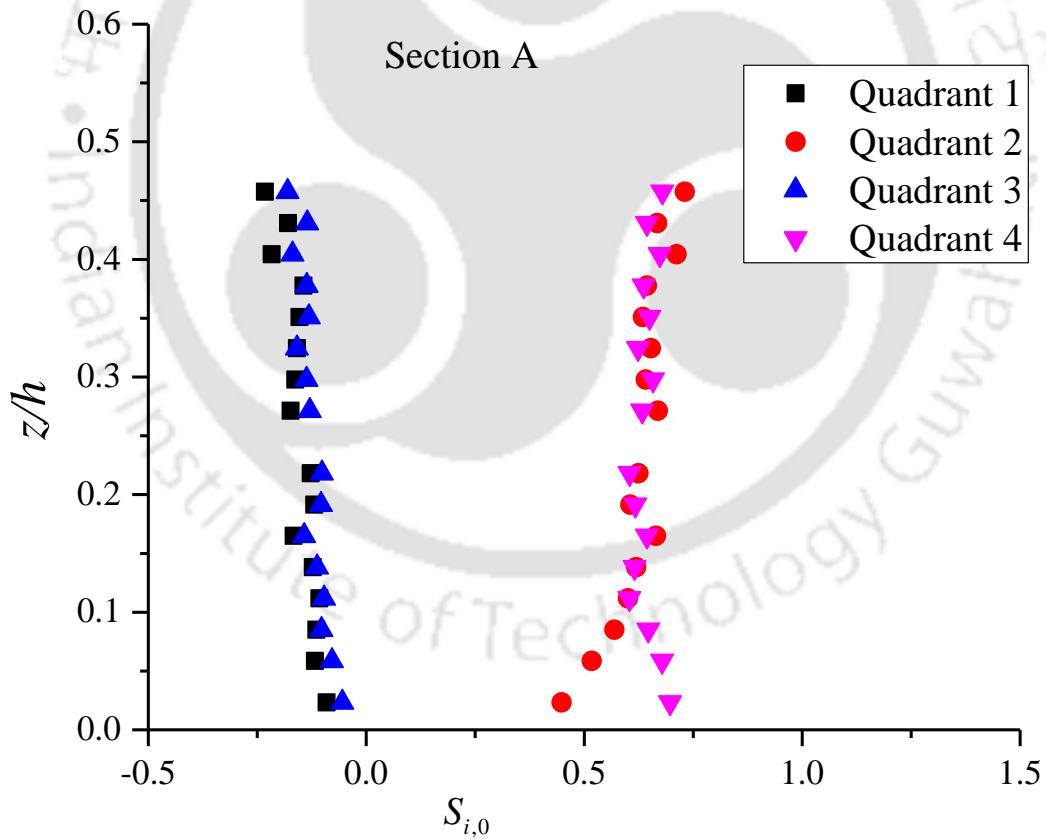 Section A
Quadrant 1
Quadrant 2
Quadrant 3
Quadrant 4
0.6
0.5
0.4
0.3
0.2
0.1
0.0
z/h
-0.5 0.0 0.5 1.0 1.5
S_{i,0}
Indian Institute of Technology Guwah